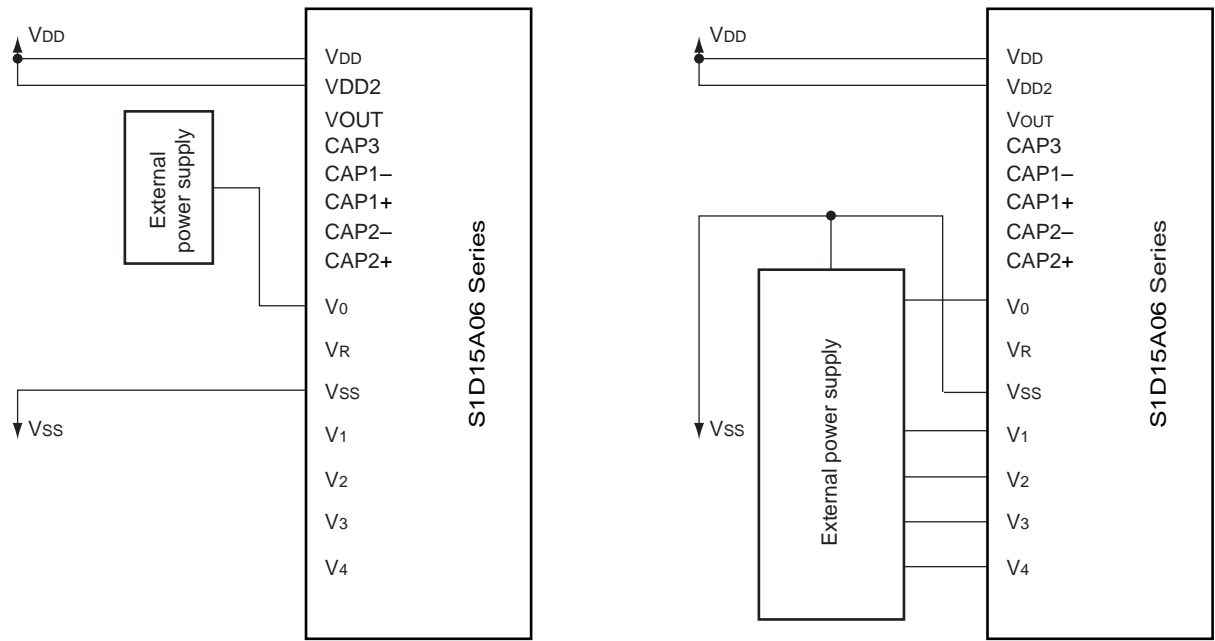 VDD
VDD
VDD2
VOUT
CAP3
CAP1–
CAP1+
CAP2–
CAP2+
V0
VR
VSS
V1
V2
V3
V4
External
power supply
VSS
S1D15A06 Series
VDD
VDD
VDD2
VOUT
CAP3
CAP1–
CAP1+
CAP2–
CAP2+
V0
VR
VSS
V1
V2
V3
V4
External power supply
VSS
S1D15A06 Series